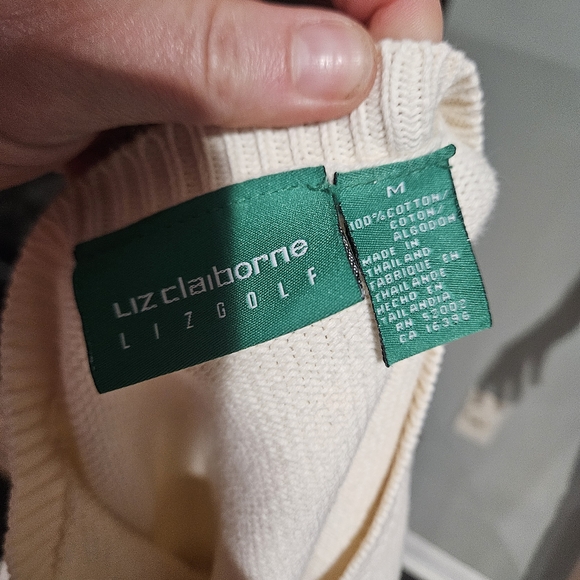 Liz claiborne
LIZGOLF
M
100% COTTON/
COTON/
ALGODON
MADE IN
THAILAND
FABRIQUE EN
THAILANDE
HECHO EN
TAILANDIA
RN 52002
CA 16396